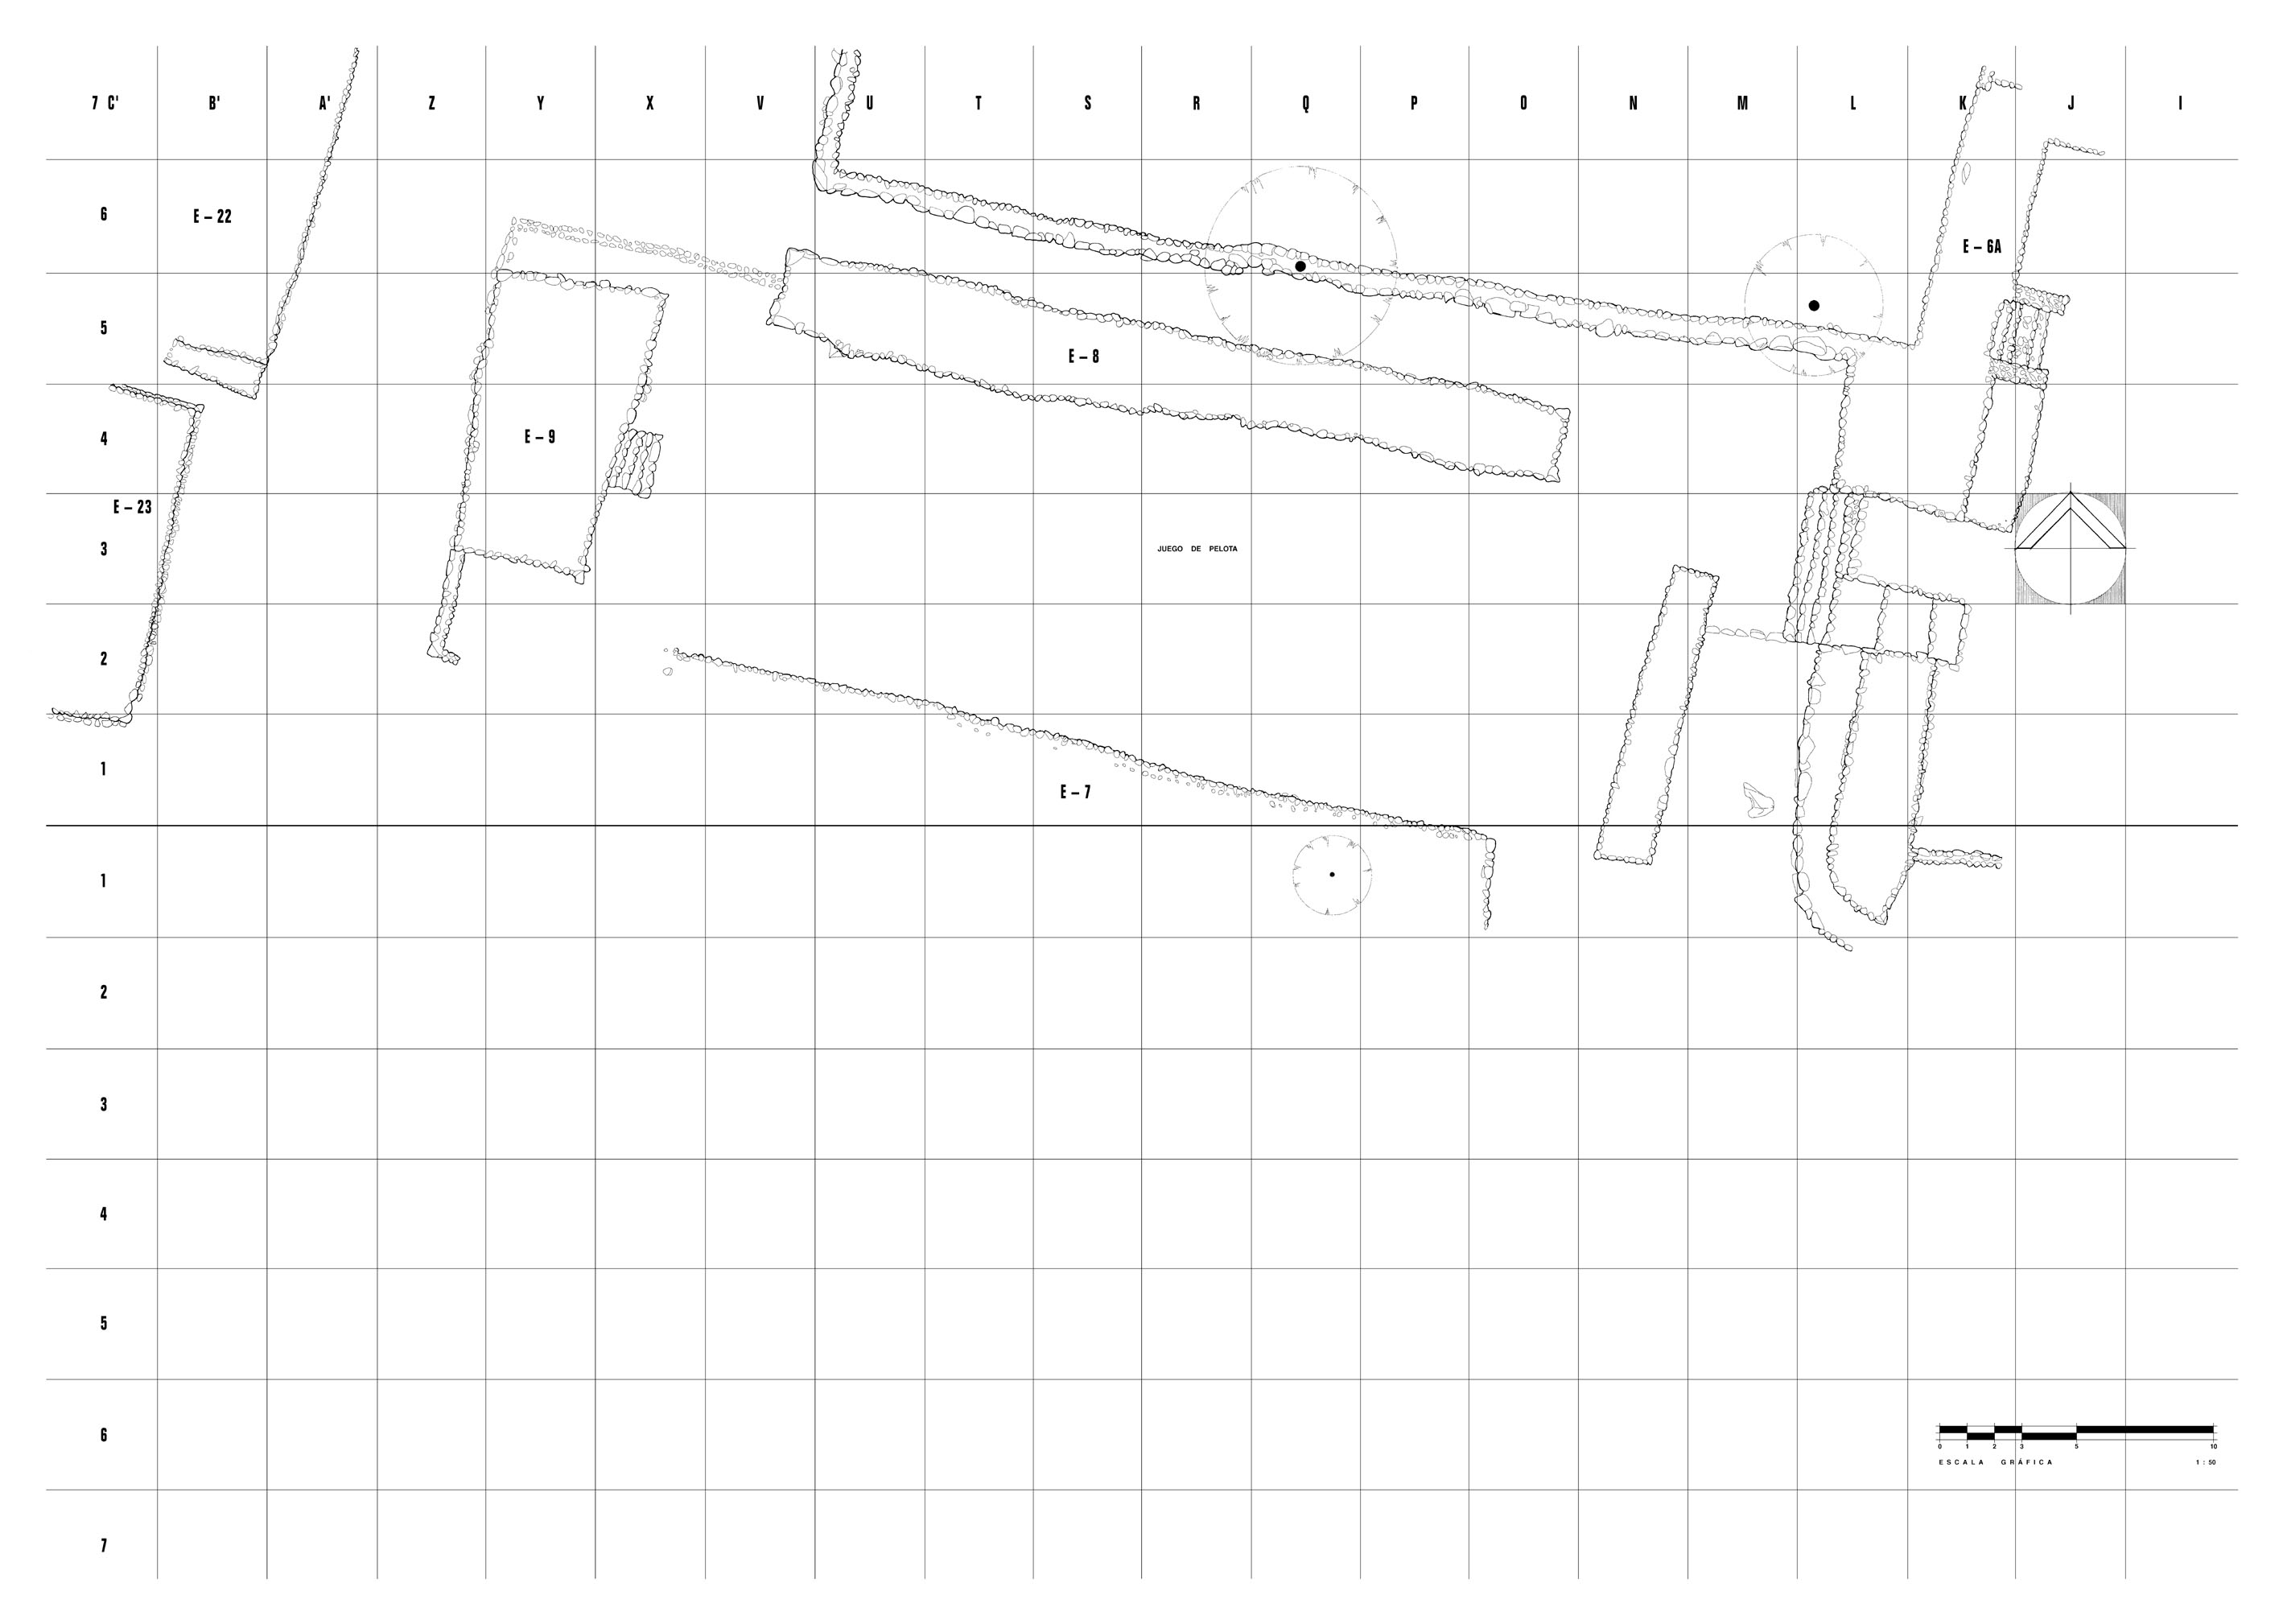 7 C' B' A' Z Y X V U T S R Q P O N M L K J I
6 E – 22 E – 6A
5 E – 8
4 E – 9
E – 23
3 JUEGO DE PELOTA
2
1 E – 7
1
2
3
4
5
6
0 1 2 3 5 10
ESCALA GRÁFICA 1 : 50
7